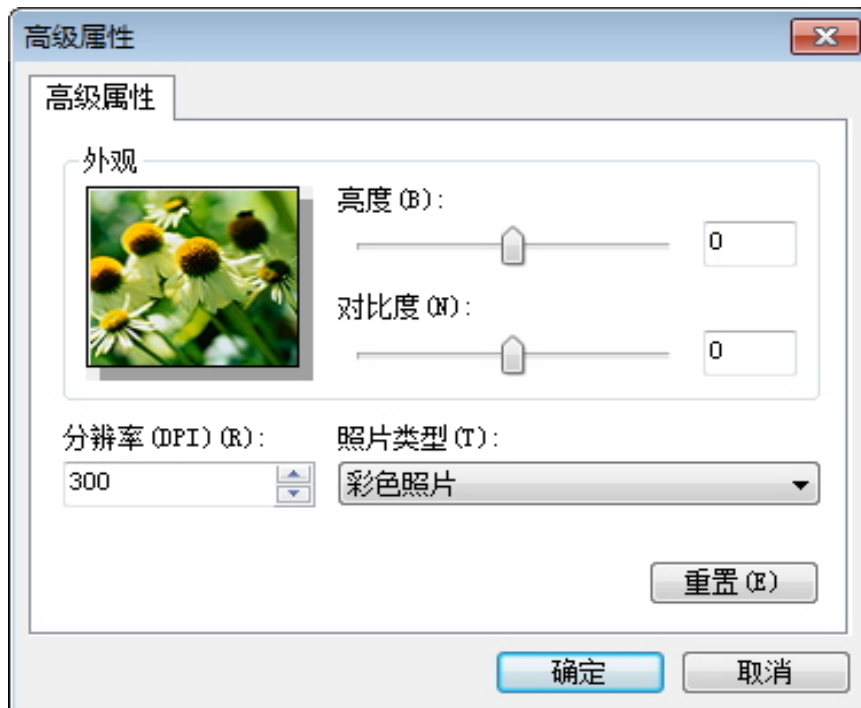 高级属性
高级属性
外观
亮度(B):
0
对比度(N):
0
分辨率(DPI)(R):
照片类型(T):
300
彩色照片
重置(E)
确定
取消